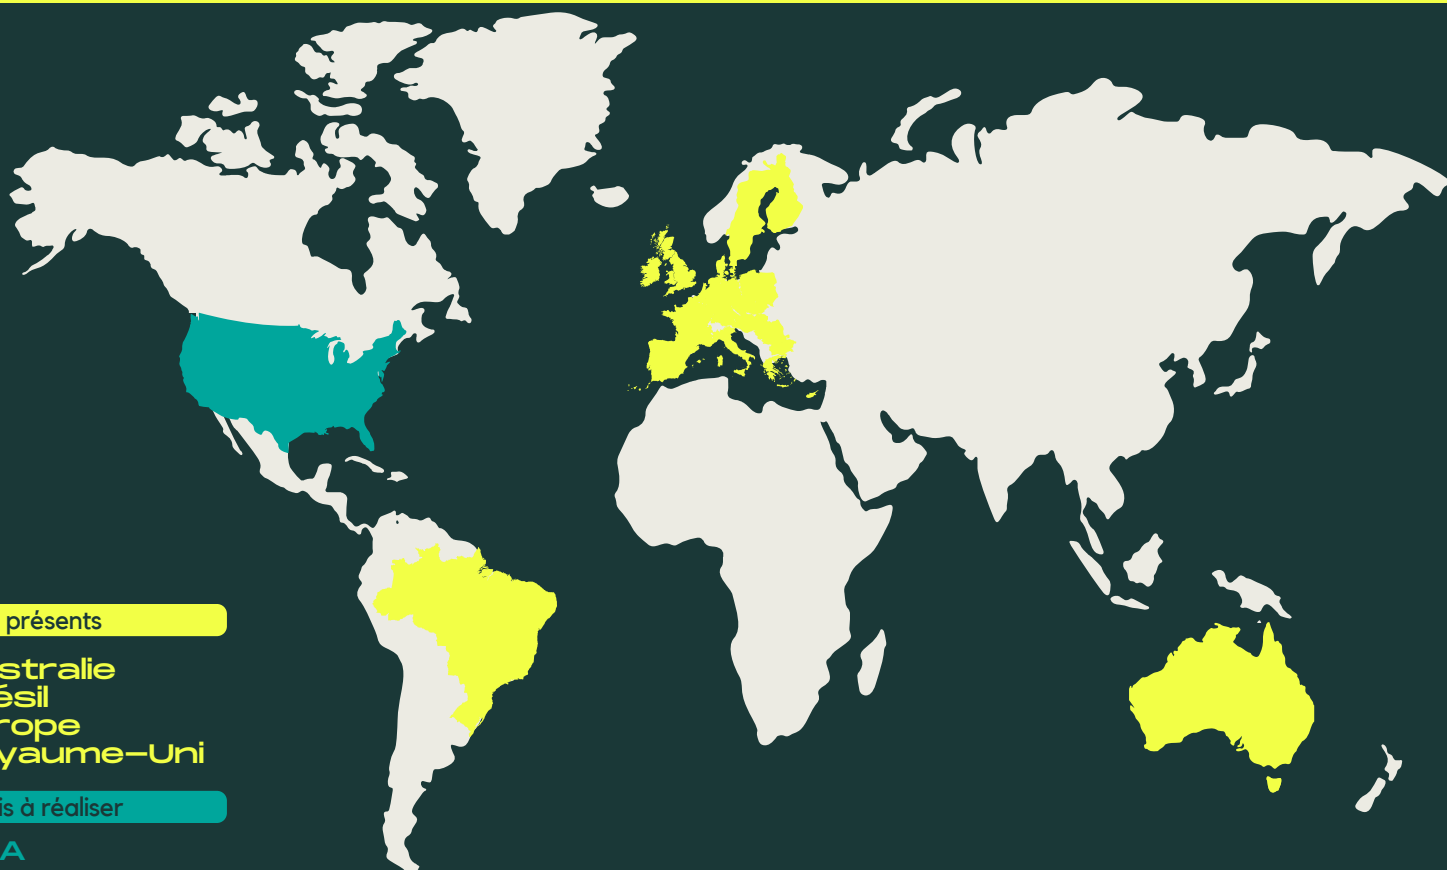 présents
stralie
ésil
rope
yaume-Uni
is à réaliser
A